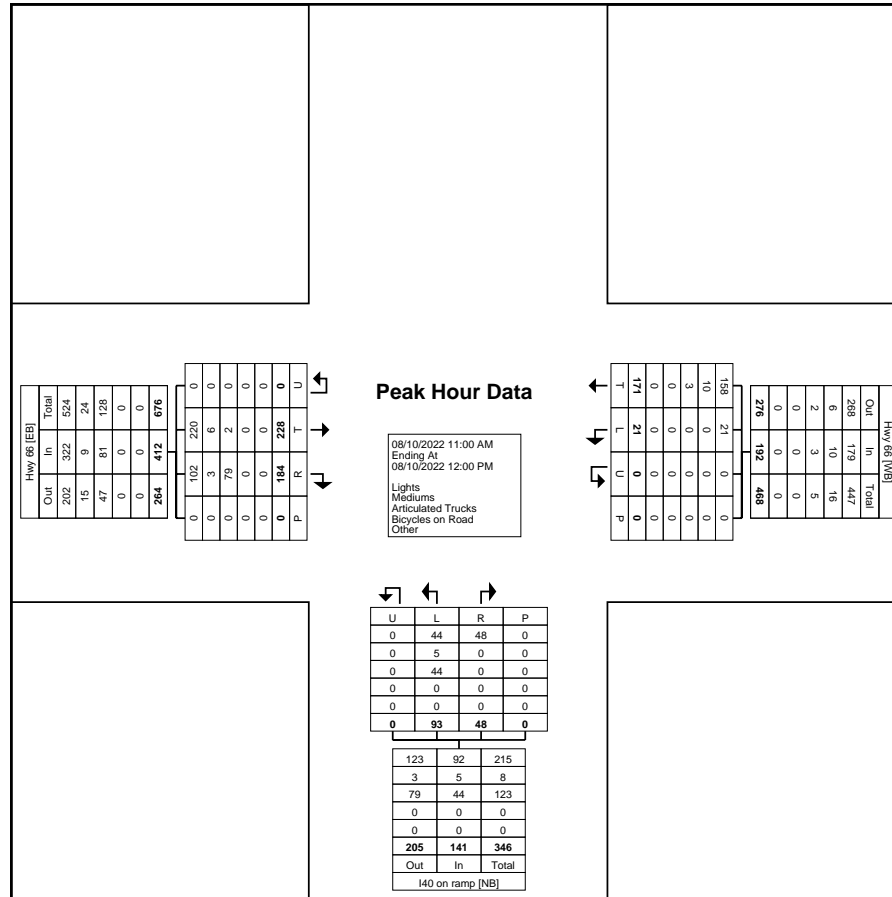 Hwy 66 [EB]
Out In Total
202 322 524
15 9 24
47 81 128
0 0 0
0 0 0
264 412 676
0 102 220 0
0 3 6 0
0 79 2 0
0 0 0 0
0 0 0 0
0 184 228 0
P R T U
Peak Hour Data
08/10/2022 11:00 AM
Ending At
08/10/2022 12:00 PM
Lights
Mediums
Articulated Trucks
Bicycles on Road
Other
Hwy 66 [WB]
Out In Total
268 179 447
6 10 16
2 3 5
0 0 0
0 0 0
276 192 468
158 21 0 0
10 0 0 0
3 0 0 0
0 0 0 0
0 0 0 0
171 21 0 0
T L U P
U L R P
0 44 48 0
0 5 0 0
0 44 0 0
0 0 0 0
0 0 0 0
0 93 48 0
123 92 215
3 5 8
79 44 123
0 0 0
0 0 0
205 141 346
Out In Total
I40 on ramp [NB]